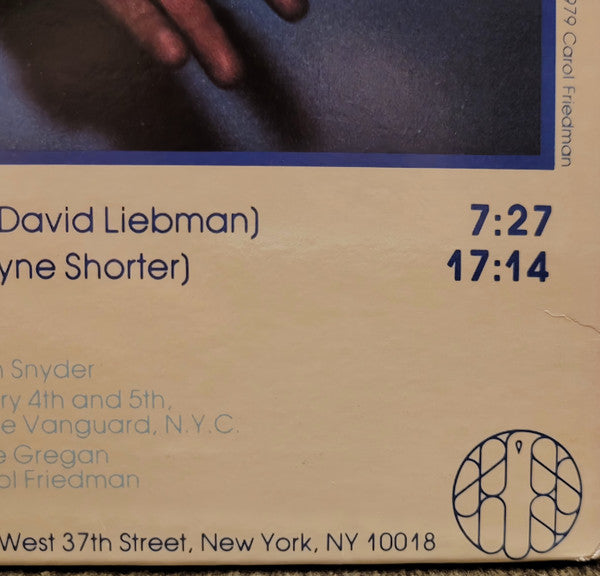 979 Carol Friedman
David Liebman) 7:27
yne Shorter) 17:14
n Snyder
ry 4th and 5th,
e Vanguard, N.Y.C.
e Gregan
ol Friedman
West 37th Street, New York, NY 10018